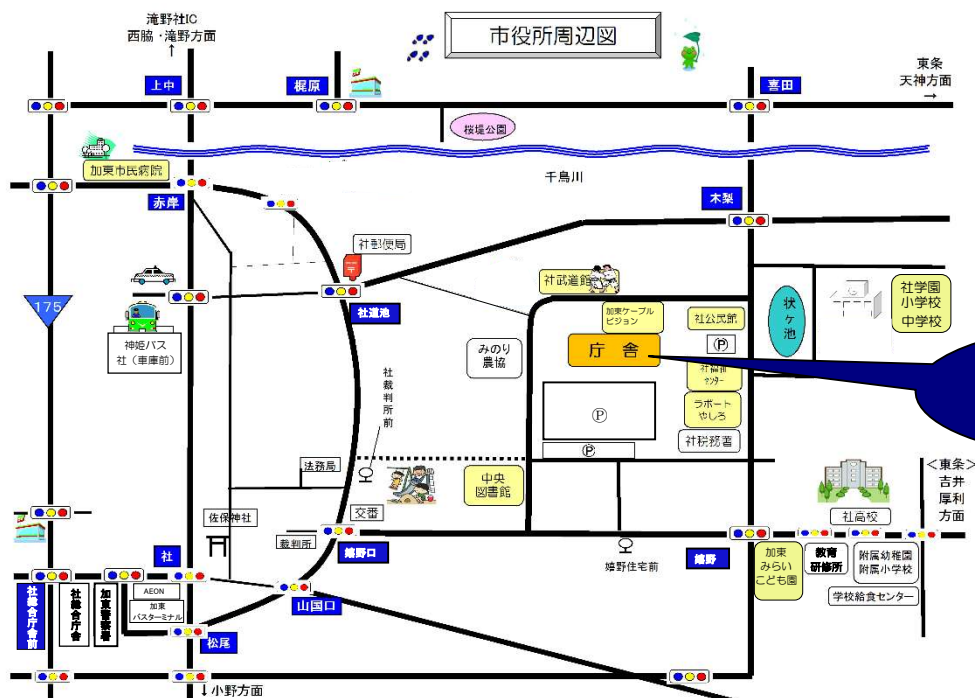 滝野社IC
西脇・滝野方面
↑
市役所周辺図
東条
天神方面
→
上中
梶原
喜田
桜堤公園
加東市民病院
千鳥川
赤岸
木梨
社郵便局
〒
社武道館
175
社道池
加東ケーブル
ビジョン
社公民館
状ヶ池
社学園
小学校
中学校
神姫バス
社（車庫前）
みのり
農協
庁舎
Ⓟ
社福祉
センター
社裁判所前
Ⓟ
ラポート
やしろ
社税務署
Ⓟ
法務局
中央
図書館
＜東条＞
吉井
厚利
方面
佐保神社
交番
社高校
社
裁判所
嬉野口
嬉野住宅前
嬉野
加東
みらい
こども園
教育
研修所
附属幼稚園
附属小学校
学校給食センター
社総合庁舎前
社総合庁舎
加東警察署
AEON
加東
バスターミナル
山国口
松尾
↓小野方面